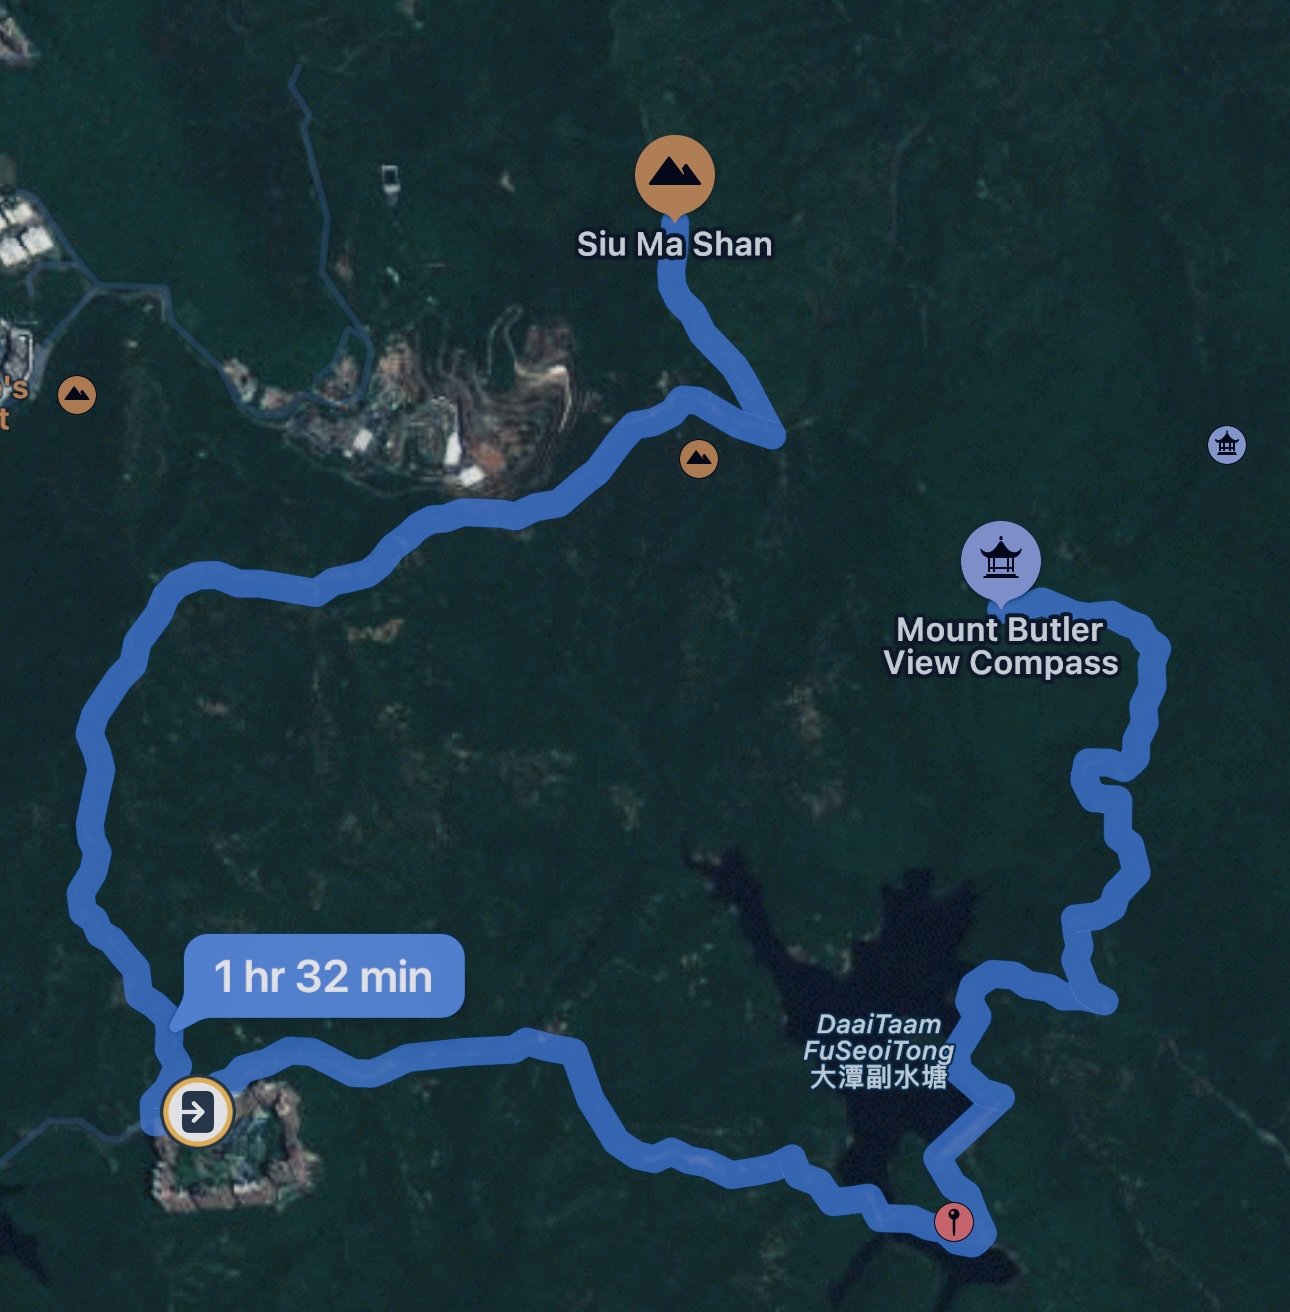 Siu Ma Shan
's
t
Mount Butler
View Compass
1 hr 32 min
DaaiTaam
FuSeoiTong
大潭副水塘